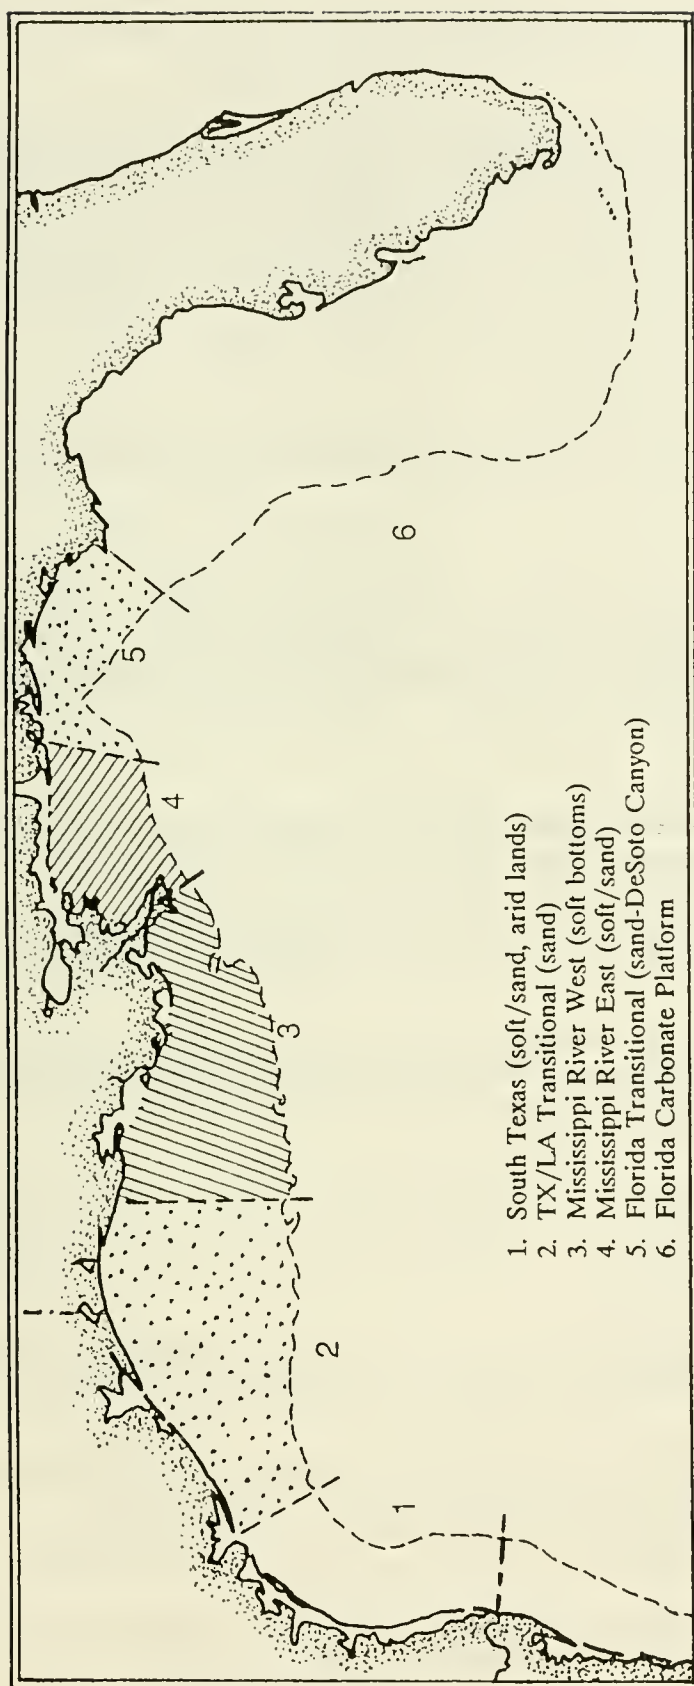 1
2
3
4
5
6
1. South Texas (soft/sand, arid lands)
2. TX/LA Transitional (sand)
3. Mississippi River West (soft bottoms)
4. Mississippi River East (soft/sand)
5. Florida Transitional (sand-DeSoto Canyon)
6. Florida Carbonate Platform